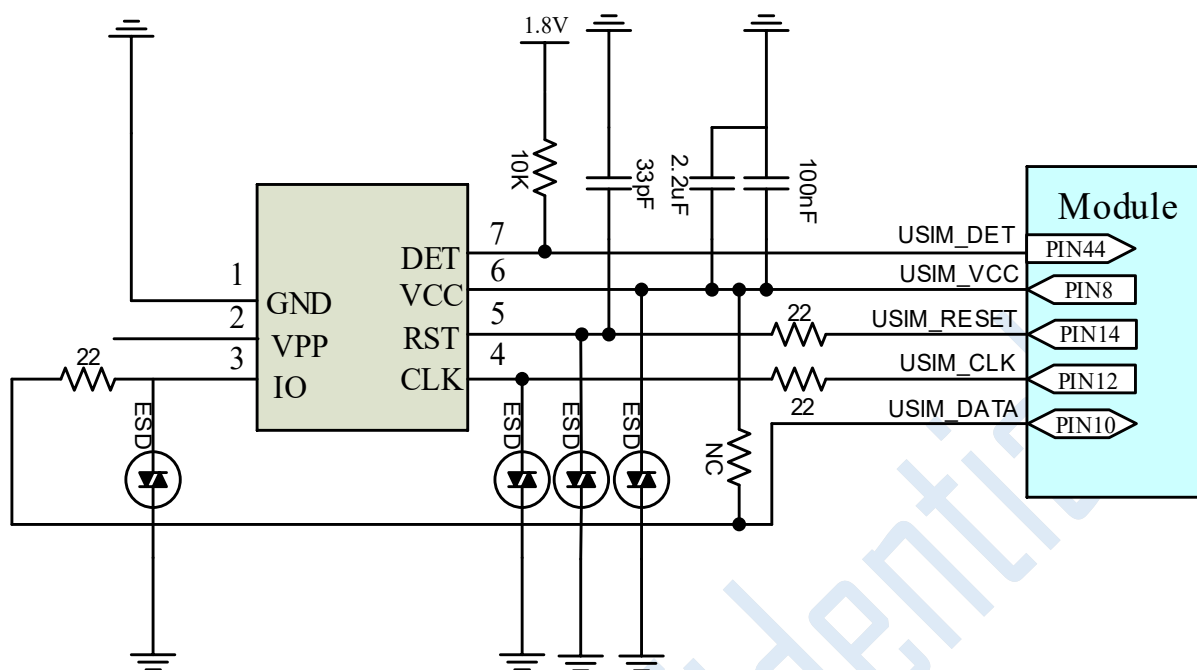 1.8V
10K
33pF
2.2uF
100nF
Module
7
DET
USIM_DET
PIN44
1
GND
6
VCC
USIM_VCC
PIN8
2
VPP
5
RST
22
USIM_RESET
PIN14
22
3
IO
4
CLK
22
USIM_CLK
PIN12
USIM_DATA
PIN10
ESD
ESD
ESD
ESD
NC